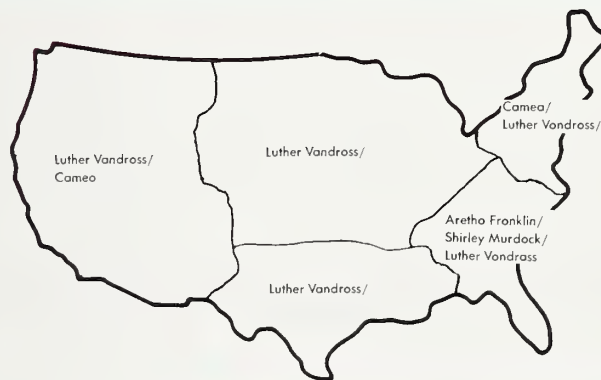 Luther Vandross/
Cameo
Luther Vandross/
Camea/
Luther Vondross/
Aretho Fronklin/
Shirley Murdock/
Luther Vondrass
Luther Vandross/